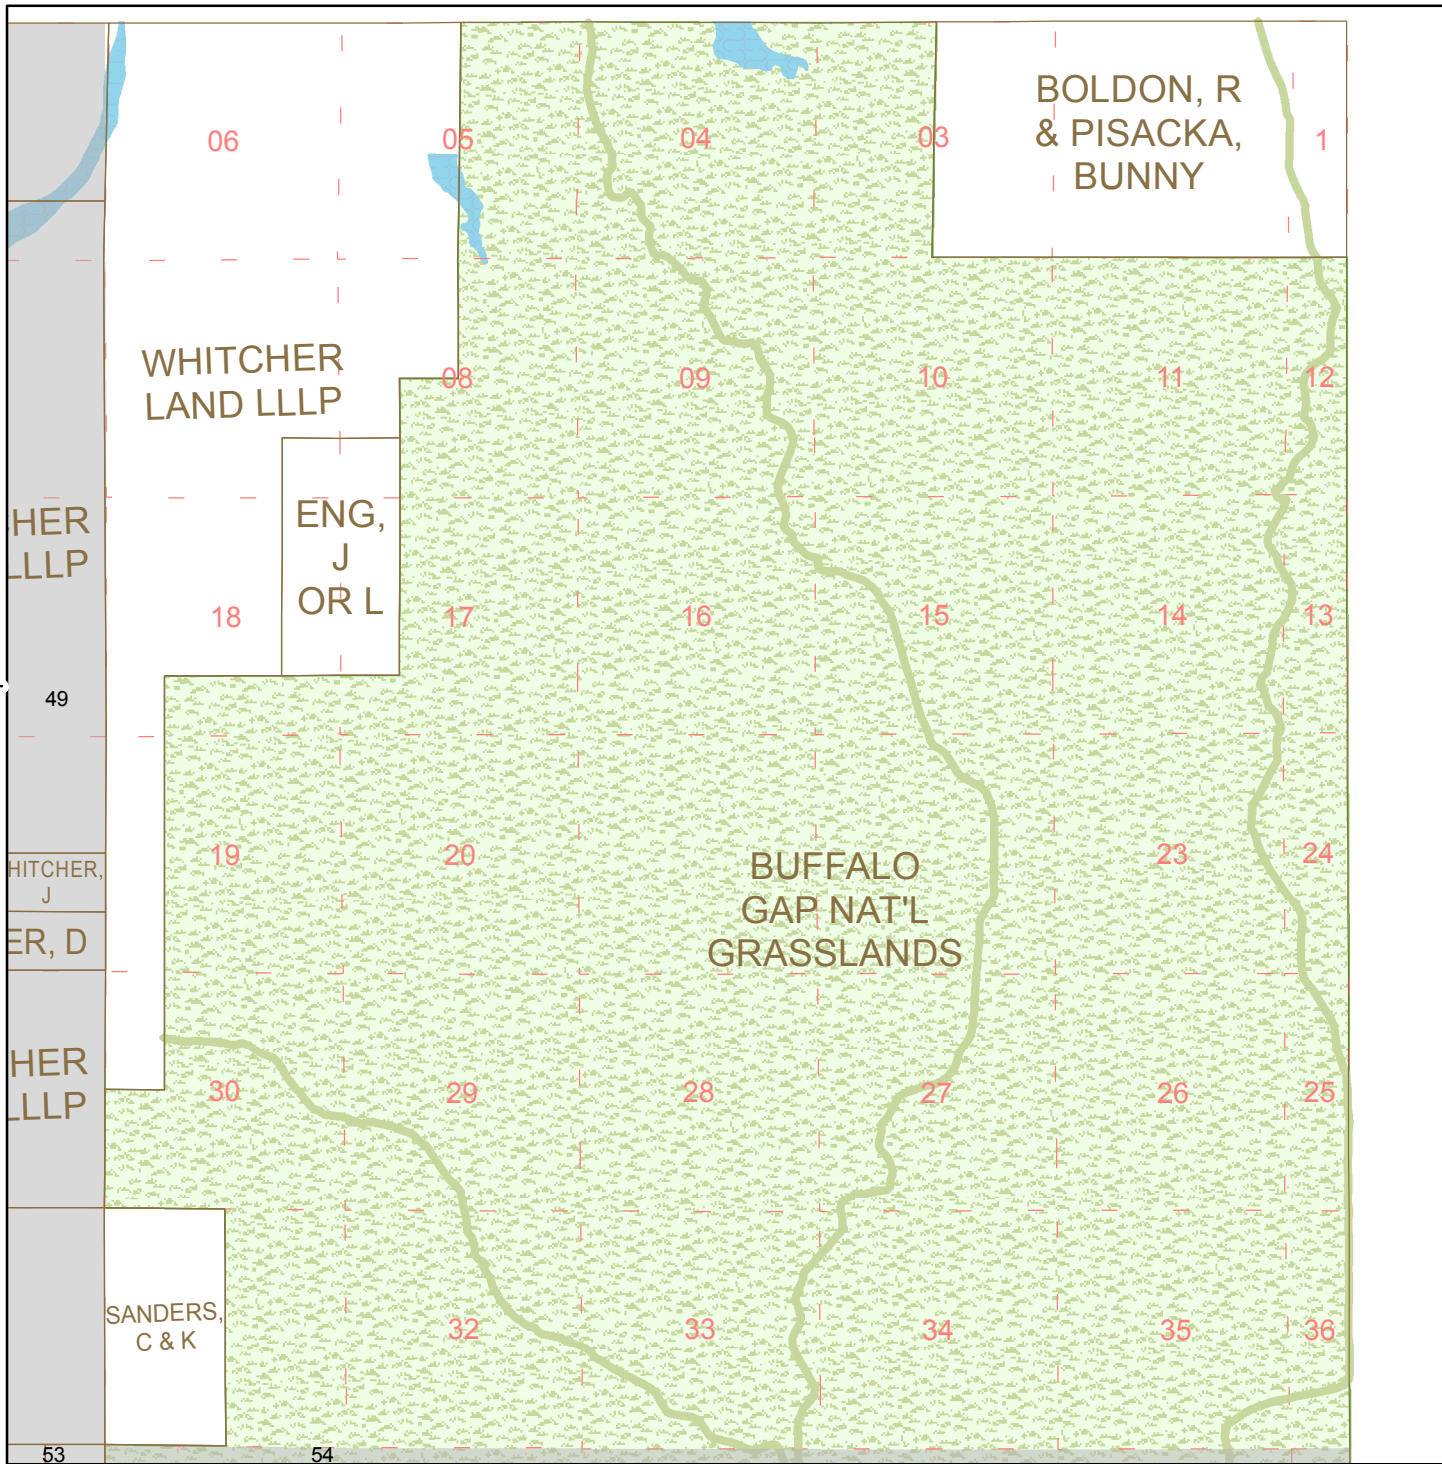 BOLDON, R
& PISACKA,
BUNNY
06
05
04
03
1
WHITCHER
LAND LLLP
08
09
10
11
12
HER
LLLP
ENG,
J
OR L
18
17
16
15
14
13
49
19
20
BUFFALO
GAP NAT'L
GRASSLANDS
23
24
HITCHER,
J
ER, D
HER
LLLP
30
29
28
27
26
25
SANDERS,
C & K
32
33
34
35
36
53
54